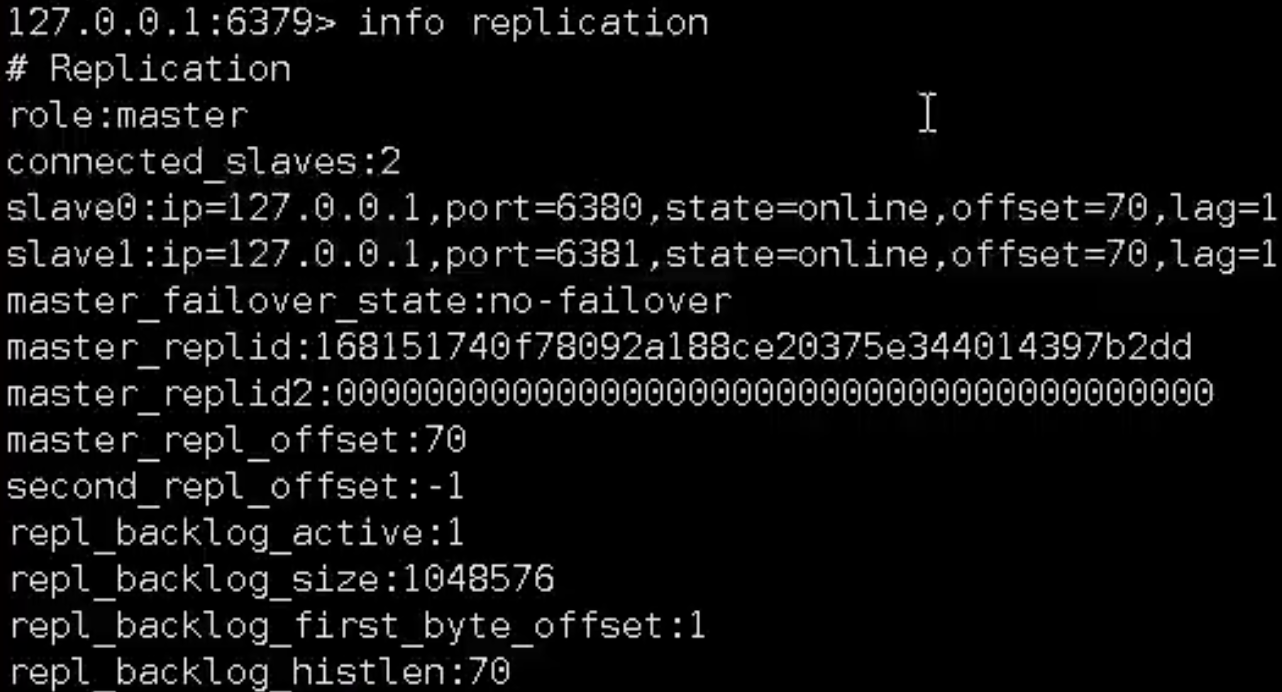 127.0.0.1:6379> info replication
# Replication
role:master
connected_slaves:2
slave0:ip=127.0.0.1,port=6380,state=online,offset=70,lag=1
slave1:ip=127.0.0.1,port=6381,state=online,offset=70,lag=1
master_failover_state:no-failover
master_replid:168151740f78092a188ce20375e344014397b2dd
master_replid2:0000000000000000000000000000000000000000
master_repl_offset:70
second_repl_offset:-1
repl_backlog_active:1
repl_backlog_size:1048576
repl_backlog_first_byte_offset:1
repl_backlog_histlen:70